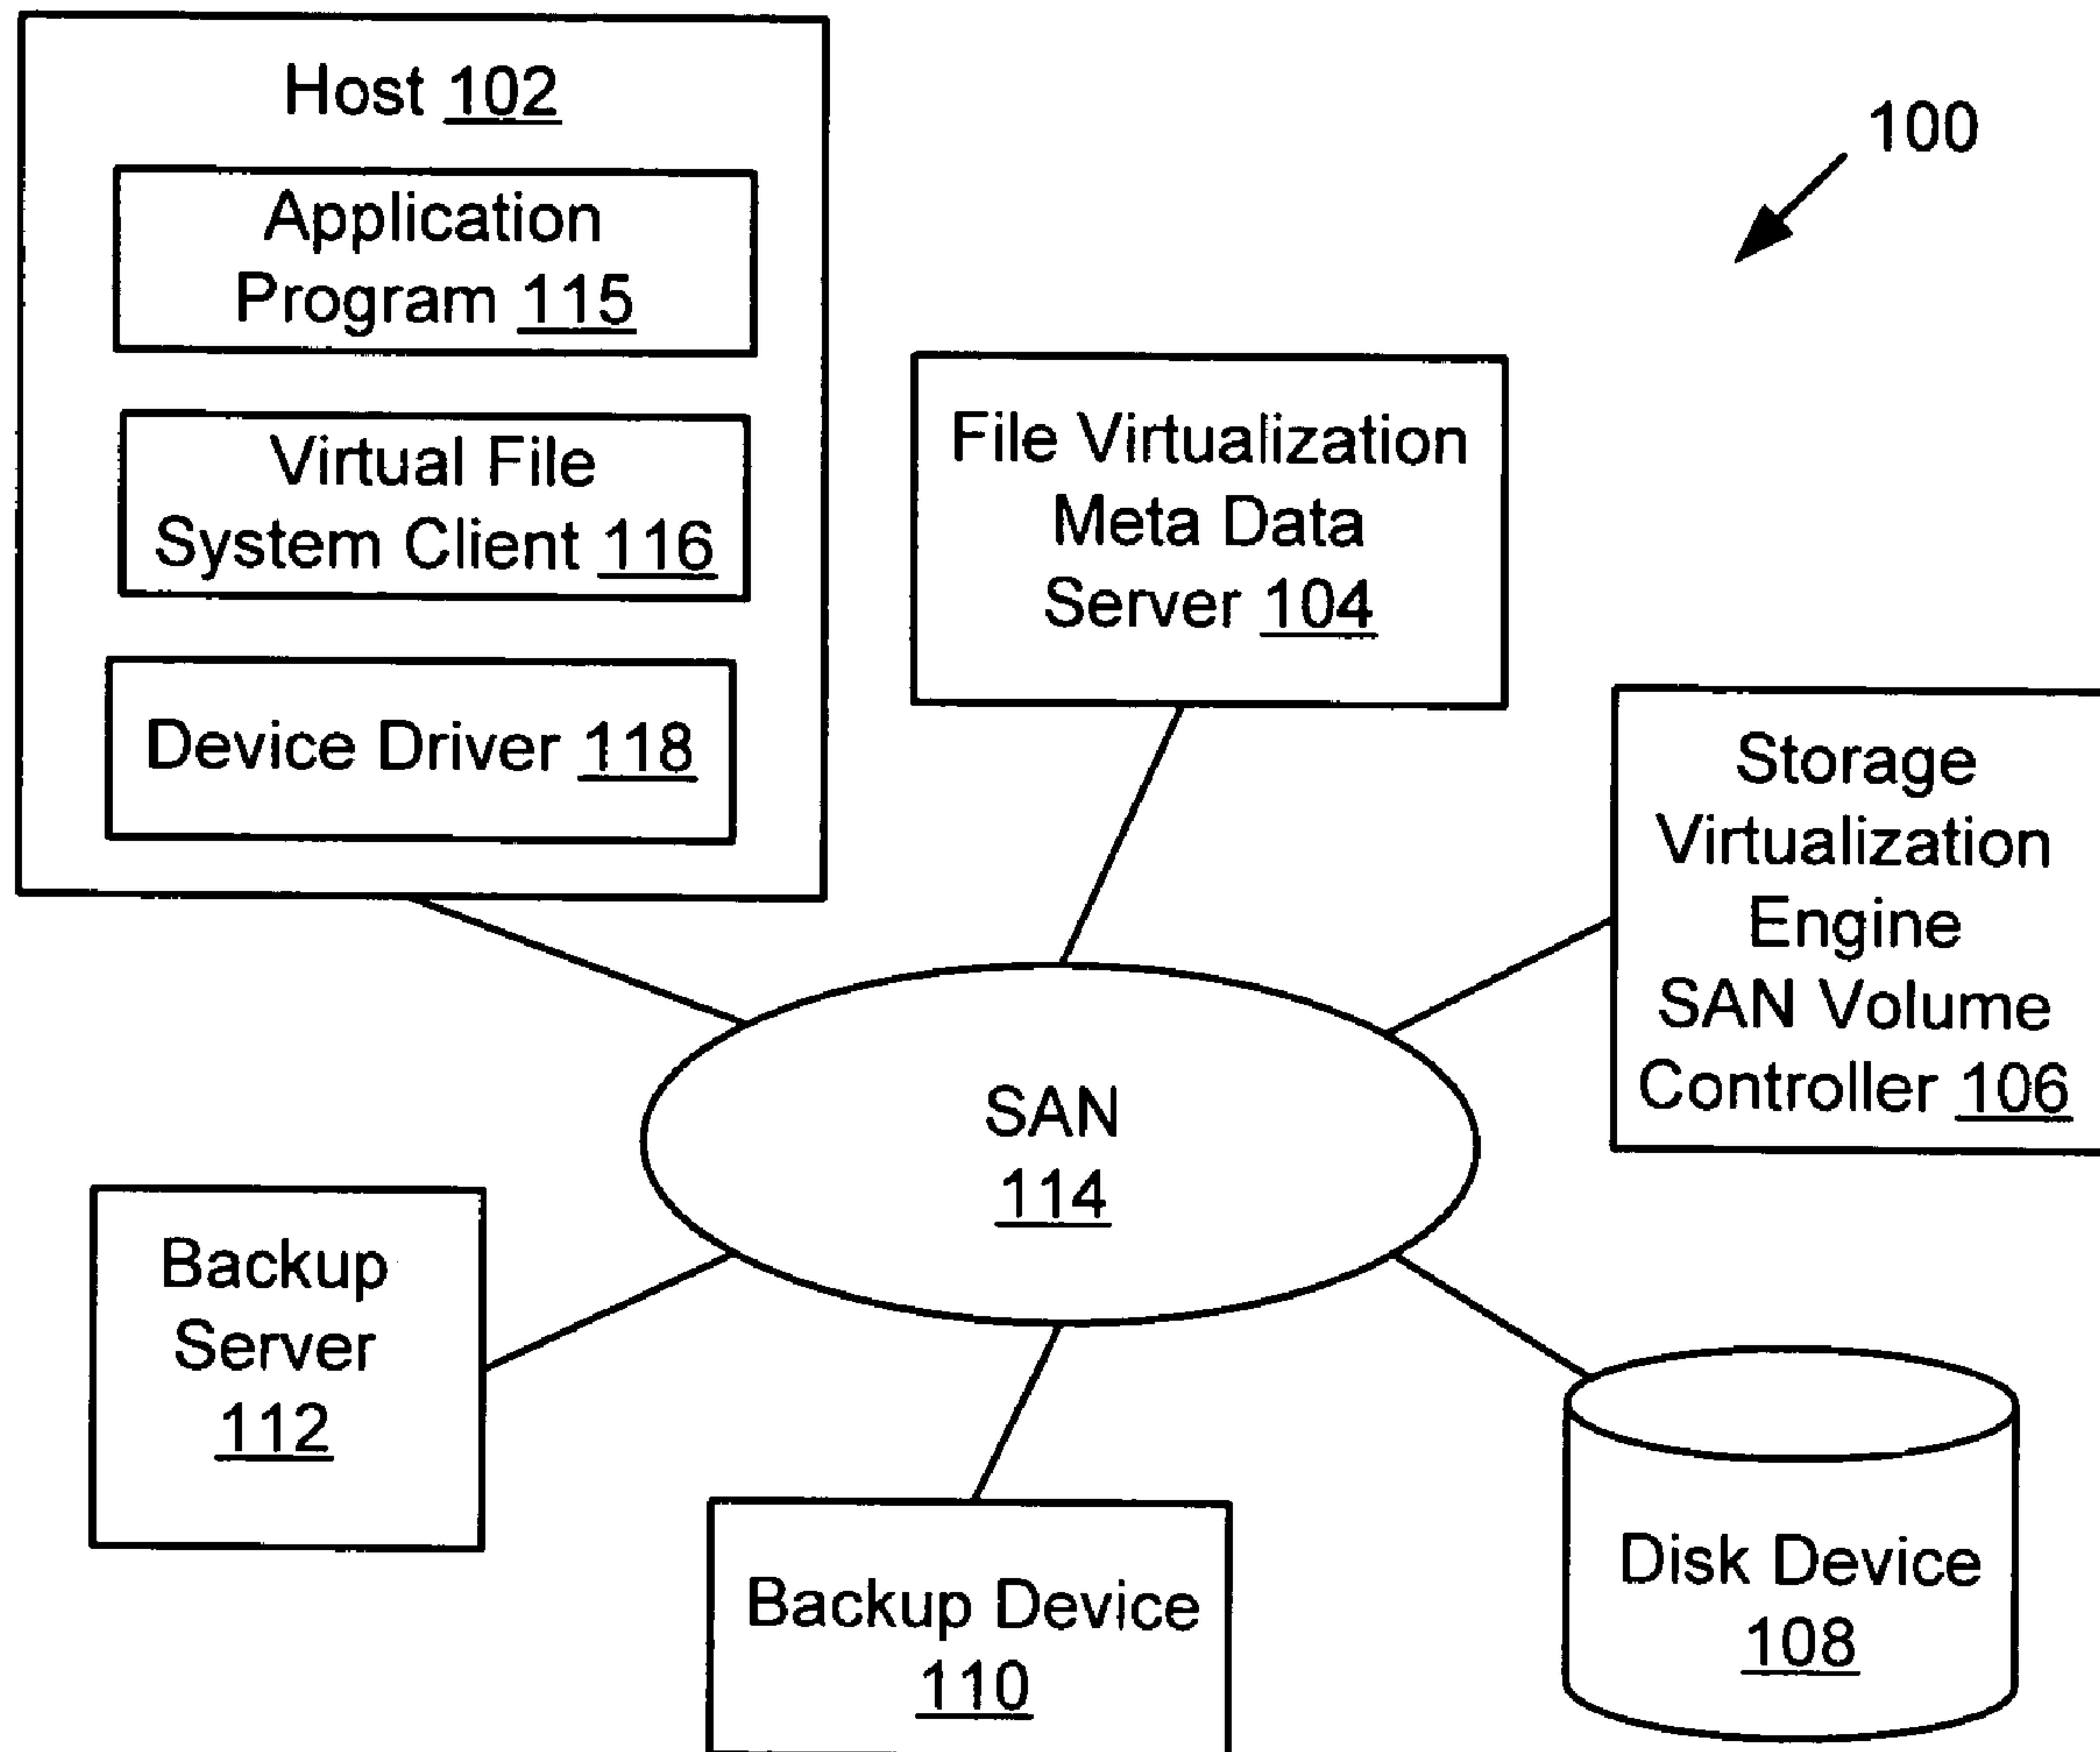 Host 102
Application
Program 115
Virtual File
System Client 116
Device Driver 118
100
File Virtualization
Meta Data
Server 104
Storage
Virtualization
Engine
SAN Volume
Controller 106
SAN
114
Backup
Server
112
Backup Device
110
Disk Device
108